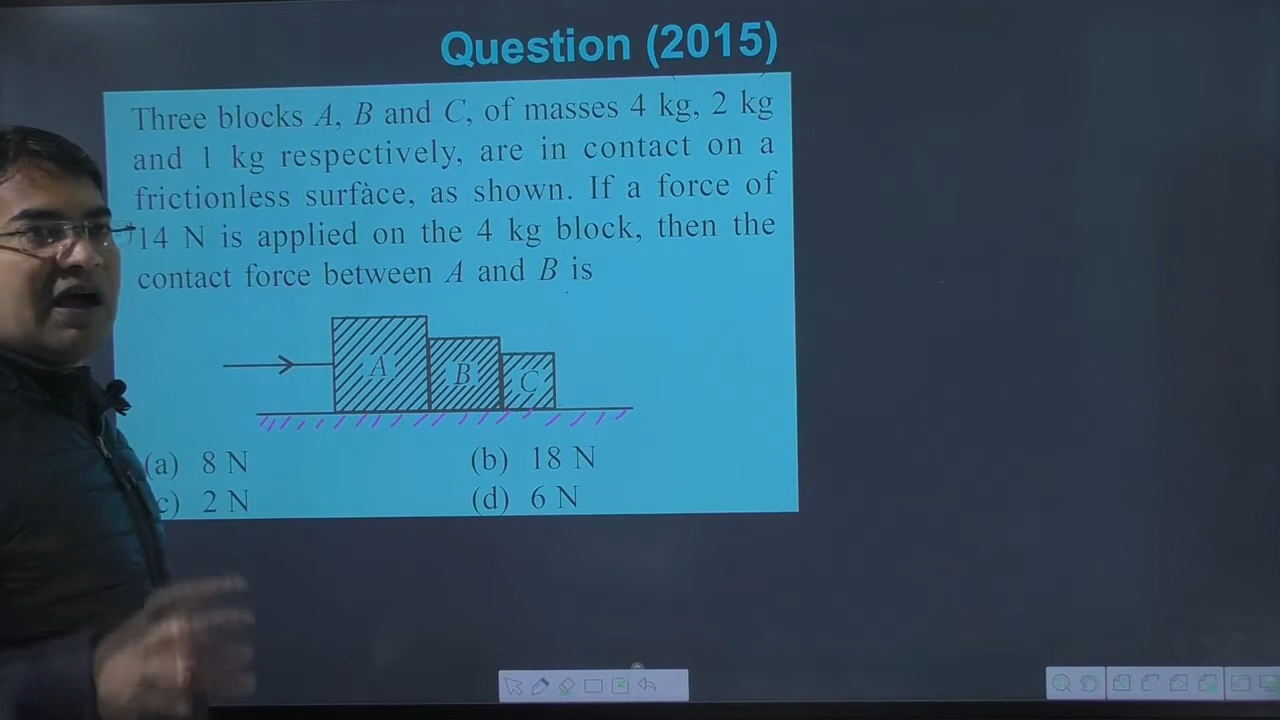 Question (2015)
Three blocks A, B and C, of masses 4 kg, 2 kg
and 1 kg respectively, are in contact on a
frictionless surfàce, as shown. If a force of
14 N is applied on the 4 kg block, then the
contact force between A and B is
A B C
(a) 8 N (b) 18 N
c) 2 N (d) 6 N